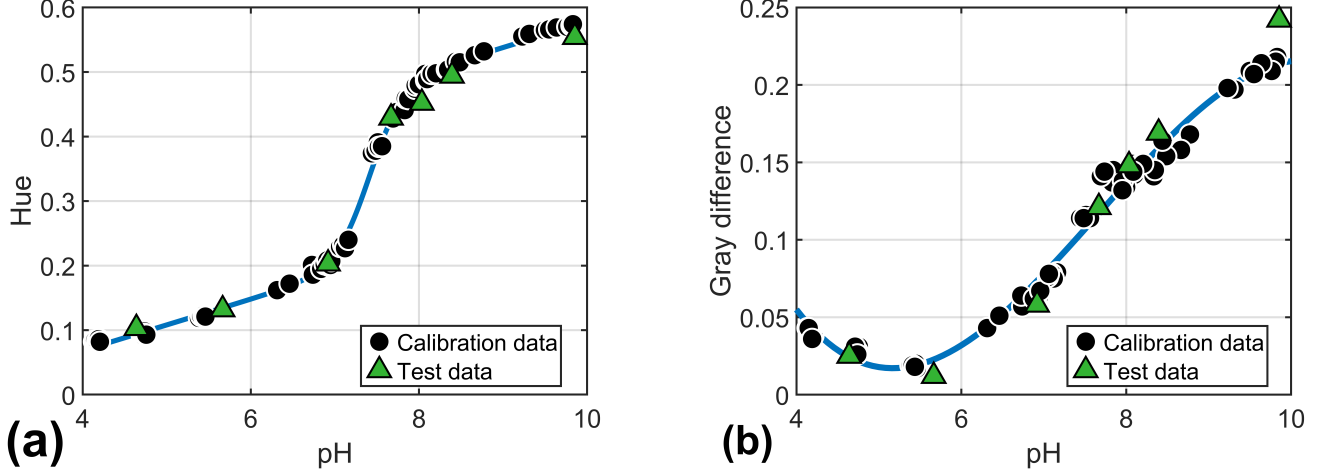 0.6
0.5
0.4
0.3
0.2
0.1
0
Hue
4
6
8
10
pH
Calibration data
Test data
(a)
0.25
0.2
0.15
0.1
0.05
0
Gray difference
4
6
8
10
pH
Calibration data
Test data
(b)